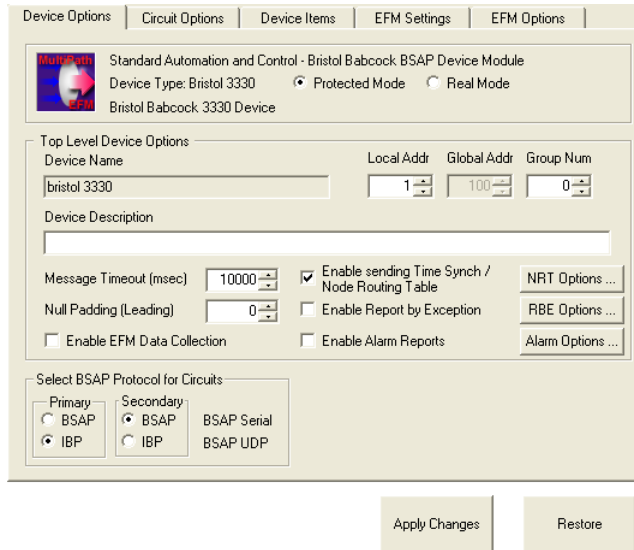 Device Options Circuit Options Device Items EFM Settings EFM Options
MultiPath
EFM
Standard Automation and Control - Bristol Babcock BSAP Device Module
Device Type: Bristol 3330 Protected Mode Real Mode
Bristol Babcock 3330 Device
Top Level Device Options
Device Name Local Addr Global Addr Group Num
bristol 3330 1 100 0
Device Description
Message Timeout (msec) 10000 Enable sending Time Synch /
Node Routing Table NRT Options ...
Null Padding (Leading) 0 Enable Report by Exception RBE Options ...
Enable EFM Data Collection Enable Alarm Reports Alarm Options ...
Select BSAP Protocol for Circuits
Primary Secondary
BSAP BSAP BSAP Serial
IBP IBP BSAP UDP
Apply Changes Restore